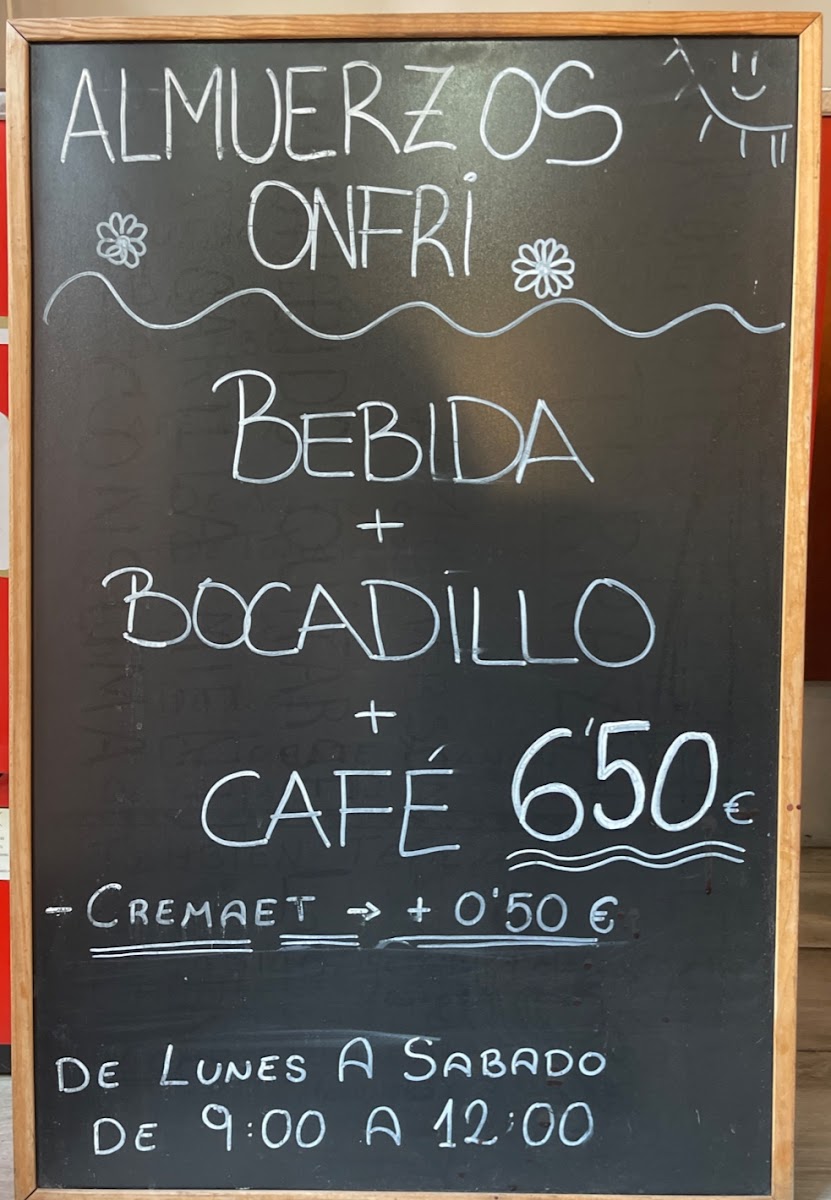 ALMUERZOS
ONFRi
BEBIDA
+
BOCADILLO
+
CAFÉ 6'50€
- CREMAET → + 0'50 €
DE LUNES A SABADO
DE 9:00 A 12:00